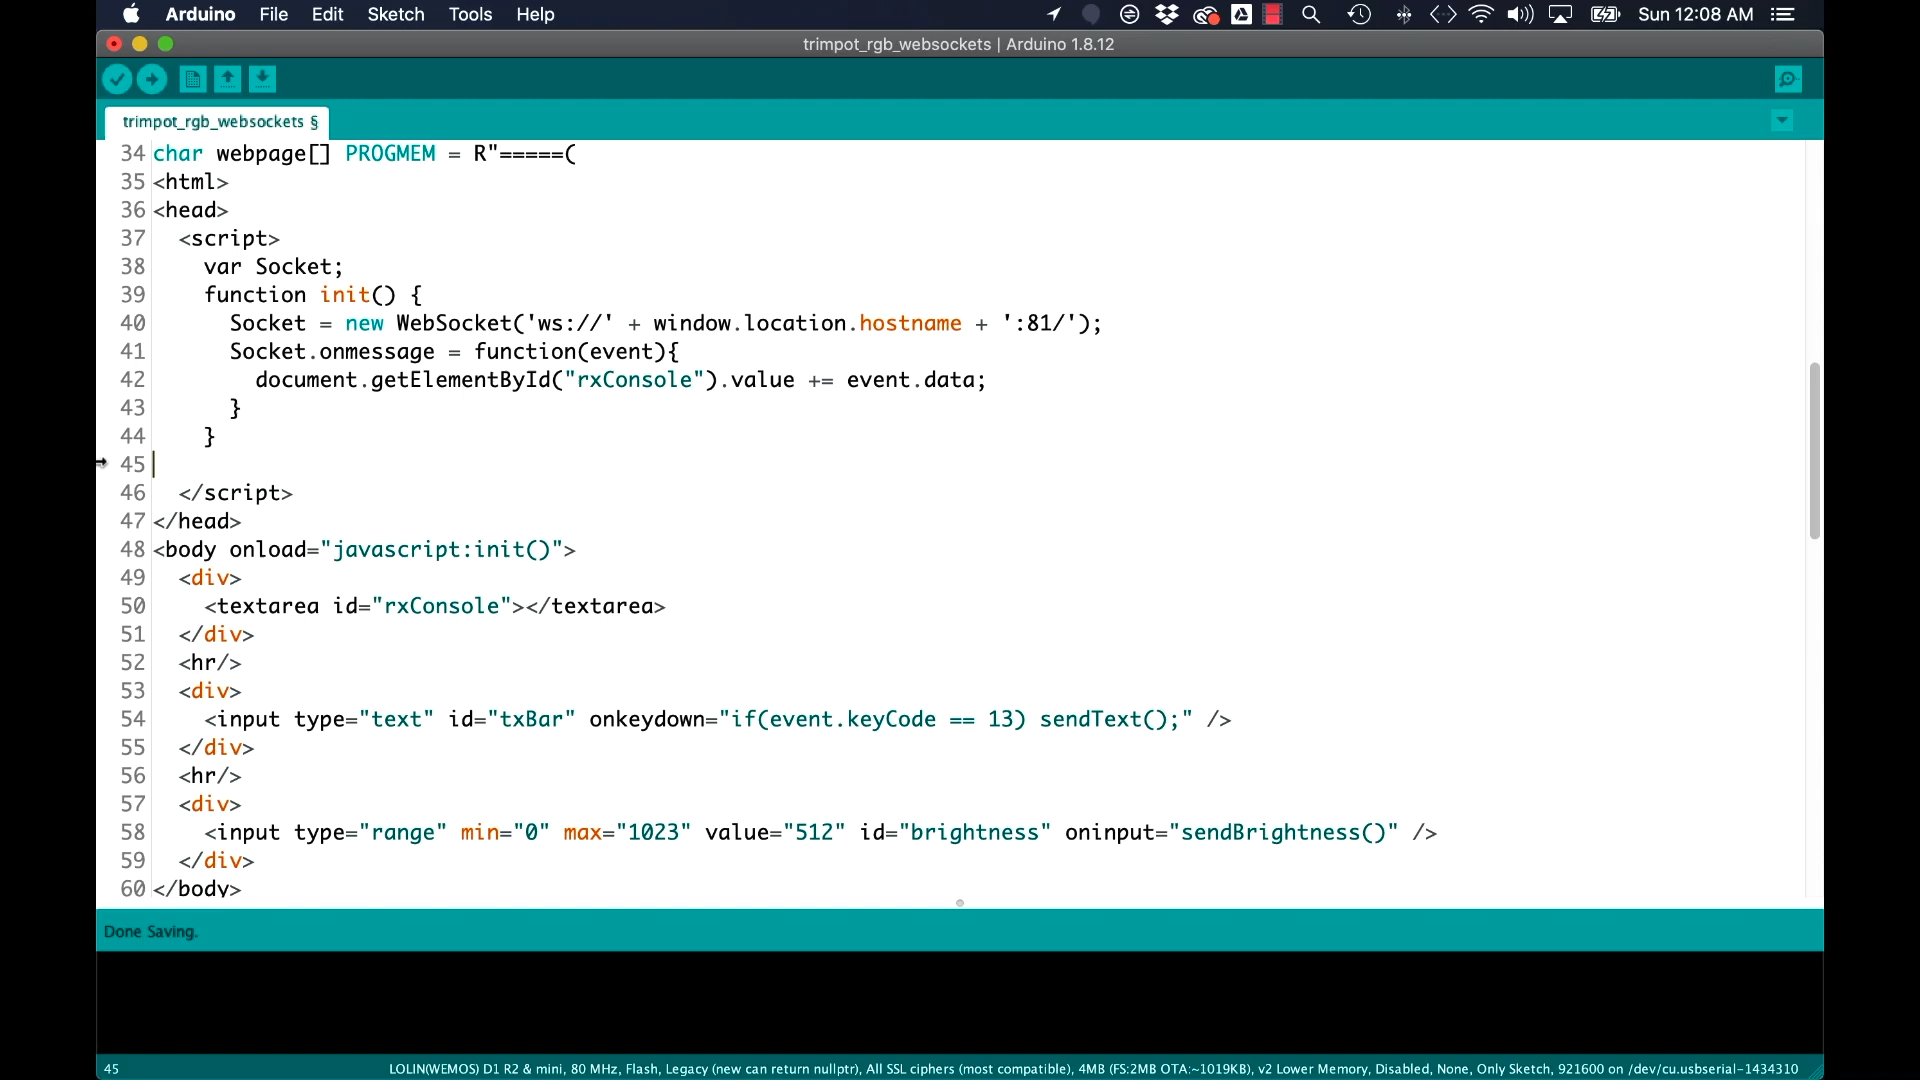 Arduino File Edit Sketch Tools Help Sun 12:08 AM
trimpot_rgb_websockets | Arduino 1.8.12
trimpot_rgb_websockets §
34 char webpage[] PROGMEM = R"=====(
35 <html>
36 <head>
37   <script>
38     var Socket;
39     function init() {
40       Socket = new WebSocket('ws://' + window.location.hostname + ':81/');
41       Socket.onmessage = function(event){
42         document.getElementById("rxConsole").value += event.data;
43       }
44     }
45
46   </script>
47 </head>
48 <body onload="javascript:init()">
49   <div>
50     <textarea id="rxConsole"></textarea>
51   </div>
52   <hr/>
53   <div>
54     <input type="text" id="txBar" onkeydown="if(event.keyCode == 13) sendText();" />
55   </div>
56   <hr/>
57   <div>
58     <input type="range" min="0" max="1023" value="512" id="brightness" oninput="sendBrightness()" />
59   </div>
60 </body>
Done Saving.
45 LOLIN(WEMOS) D1 R2 & mini, 80 MHz, Flash, Legacy (new can return nullptr), All SSL ciphers (most compatible), 4MB (FS:2MB OTA:~1019KB), v2 Lower Memory, Disabled, None, Only Sketch, 921600 on /dev/cu.usbserial-1434310